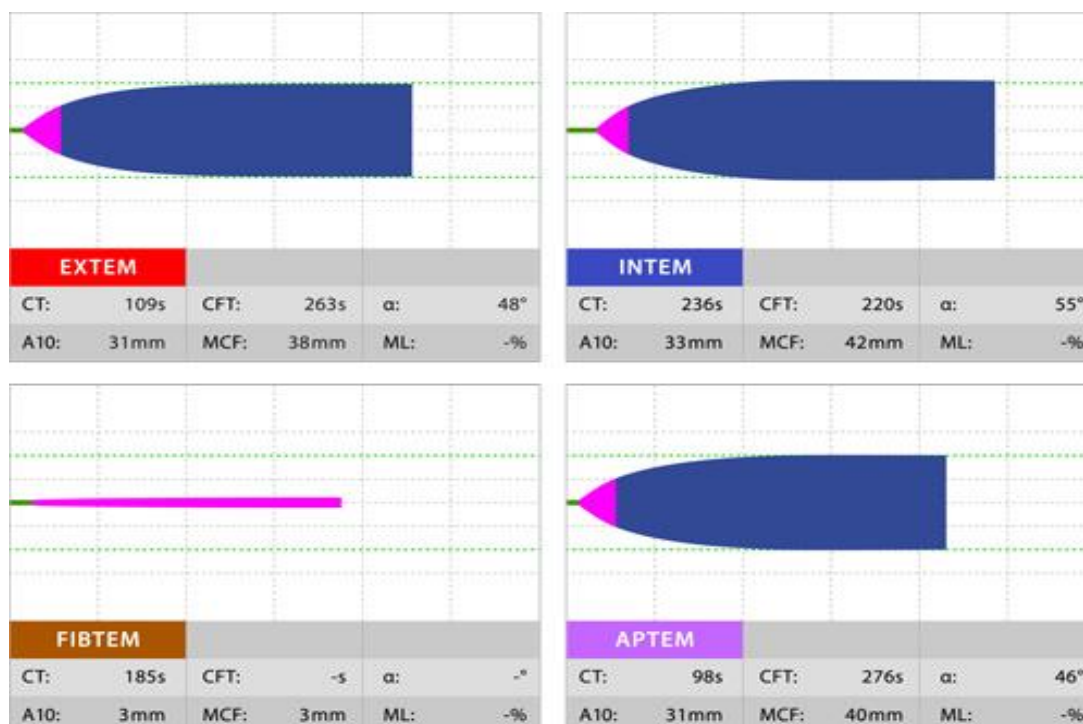 EXTEM
CT: 109s CFT: 263s α: 48°
A10: 31mm MCF: 38mm ML: -%
INTEM
CT: 236s CFT: 220s α: 55°
A10: 33mm MCF: 42mm ML: -%
FIBTEM
CT: 185s CFT: -s α: -°
A10: 3mm MCF: 3mm ML: -%
APTEM
CT: 98s CFT: 276s α: 46°
A10: 31mm MCF: 40mm ML: -%